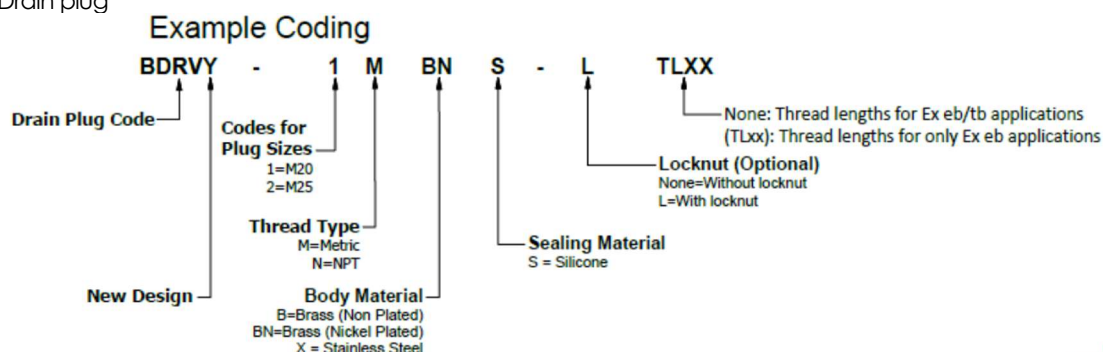 Drain plug
Example Coding
BDRVY - 1 M BN S - L TLXX
Drain Plug Code
None: Thread lengths for Ex eb/tb applications
(TLxx): Thread lengths for only Ex eb applications
Codes for
Plug Sizes
1=M20
2=M25
Locknut (Optional)
None=Without locknut
L=With locknut
Thread Type
M=Metric
N=NPT
Sealing Material
S = Silicone
New Design
Body Material
B=Brass (Non Plated)
BN=Brass (Nickel Plated)
X = Stainless Steel